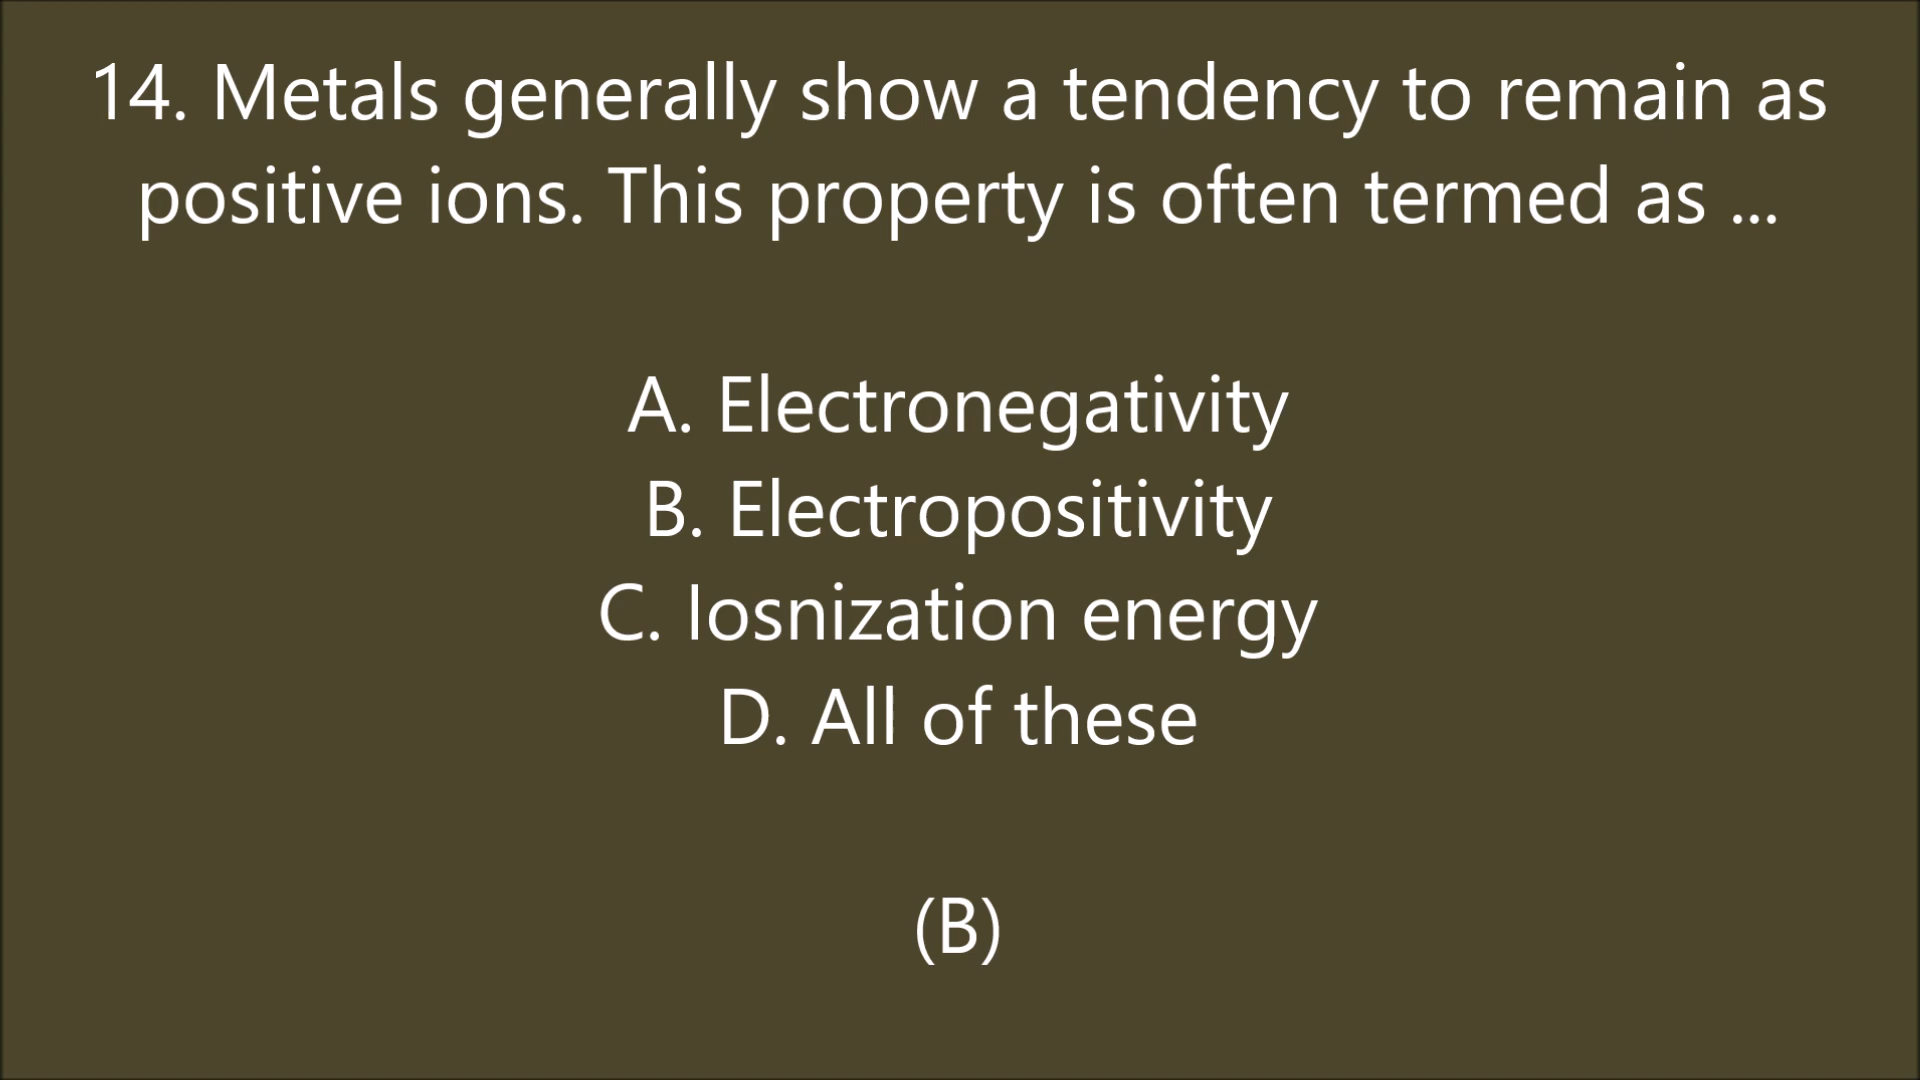 14. Metals generally show a tendency to remain as
positive ions. This property is often termed as ...
A. Electronegativity
B. Electropositivity
C. Iosnization energy
D. All of these
(B)